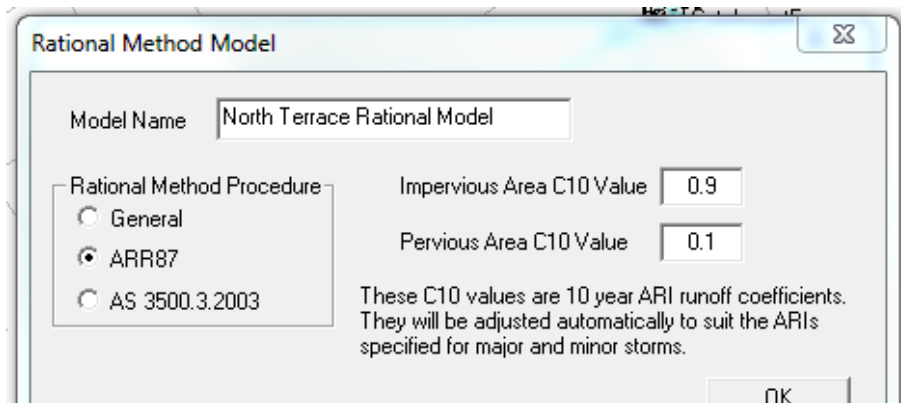 Rational Method Model
Model Name North Terrace Rational Model
Rational Method Procedure
General
ARR87
AS 3500.3.2003
Impervious Area C10 Value 0.9
Pervious Area C10 Value 0.1
These C10 values are 10 year ARI runoff coefficients.
They will be adjusted automatically to suit the ARIs
specified for major and minor storms.
OK